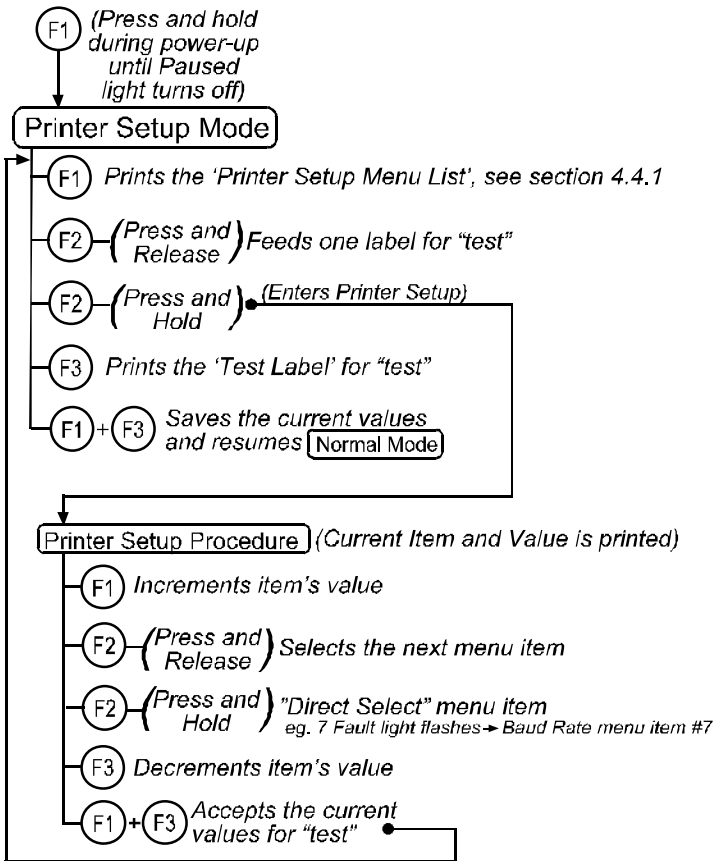 F1 (Press and hold
during power-up
until Paused
light turns off)
Printer Setup Mode
F1 Prints the 'Printer Setup Menu List', see section 4.4.1
F2 (Press and Release) Feeds one label for “test”
F2 (Press and Hold) (Enters Printer Setup)
F3 Prints the 'Test Label' for “test”
F1 + F3 Saves the current values
and resumes Normal Mode
Printer Setup Procedure (Current Item and Value is printed)
F1 Increments item's value
F2 (Press and Release) Selects the next menu item
F2 (Press and Hold) ”Direct Select” menu item
eg. 7 Fault light flashes→ Baud Rate menu item #7
F3 Decrements item's value
F1 + F3 Accepts the current
values for “test”